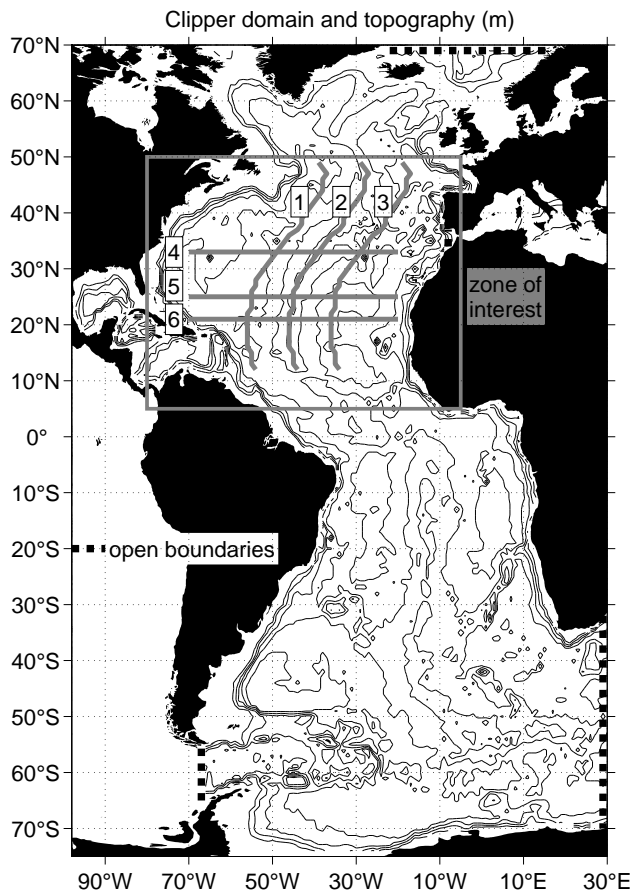 Clipper domain and topography (m)
70°N
60°N
50°N
40°N
30°N
20°N
10°N
0°
10°S
20°S
30°S
40°S
50°S
60°S
70°S
1
2
3
4
5
6
zone of
interest
open boundaries
90°W
70°W
50°W
30°W
10°W
10°E
30E